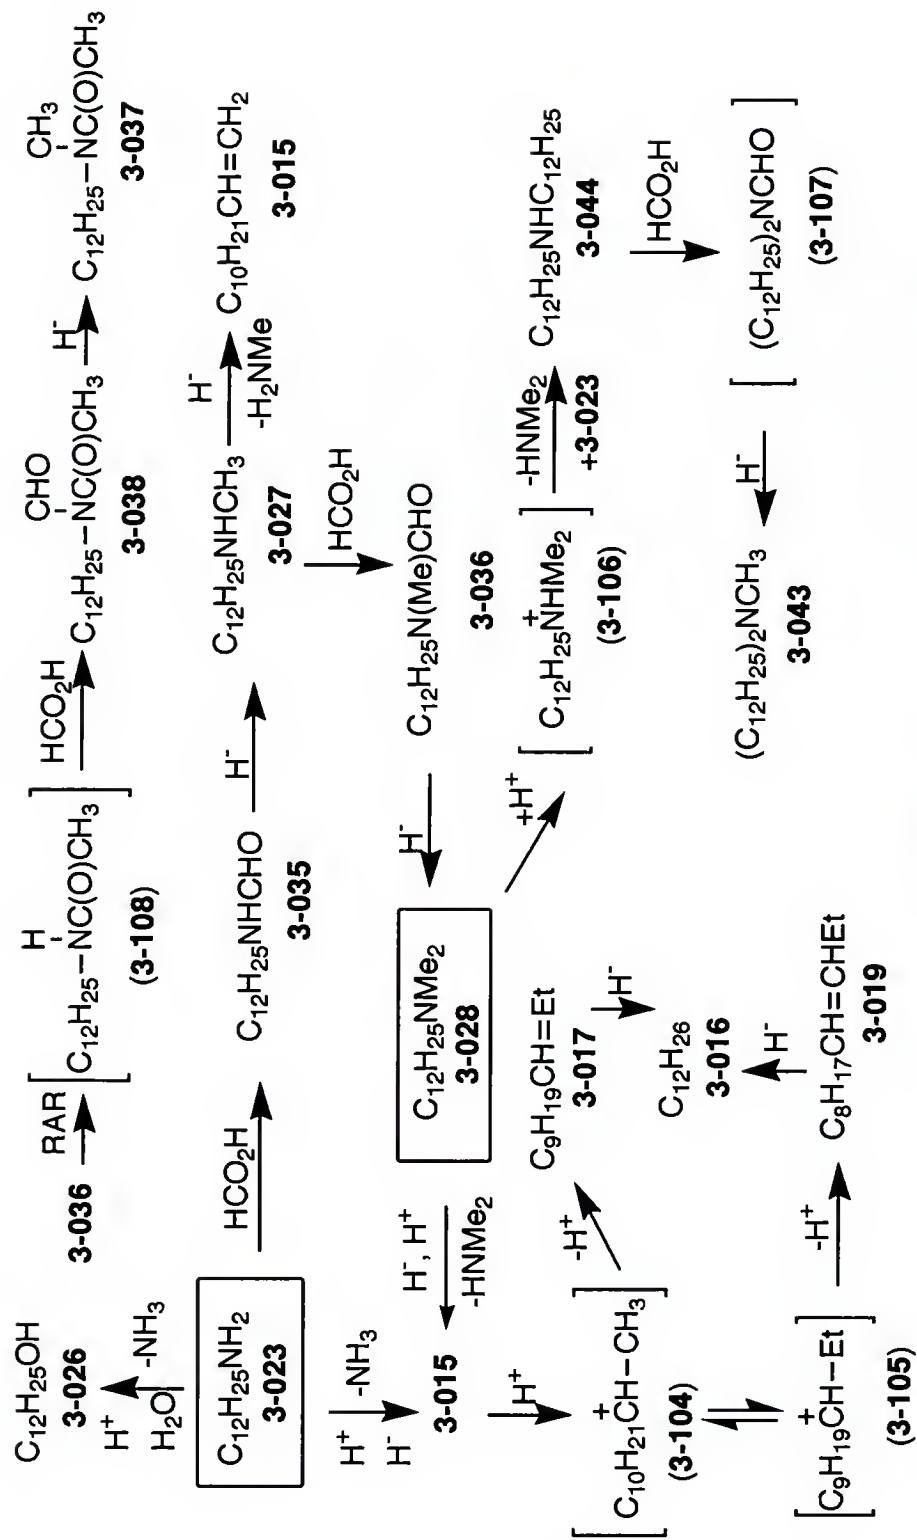 C12H25OH
3-026
H+
-NH3
H2O
C12H25NH2
3-023
3-036
RAR
H
[C12H25-NC(O)CH3]
(3-108)
HCO2H
CHO
C12H25-NC(O)CH3
3-038
H-
CH3
C12H25-NC(O)CH3
3-037
HCO2H
C12H25NHCHO
3-035
H-
C12H25NHCH3
3-027
H-
-H2NMe
C10H21CH=CH2
3-015
HCO2H
C12H25N(Me)CHO
3-036
H-
C12H25NMe2
3-028
+H+
[C12H25N+HMe2]
(3-106)
-HNMe2
+3-023
C12H25NHC12H25
3-044
HCO2H
[(C12H25)2NCHO]
(3-107)
H-
(C12H25)2NCH3
3-043
H+
H-
-NH3
3-015
H-, H+
-HNMe2
H+
[C10H21C+H-CH3]
(3-104)
-H+
C9H19CH=Et
3-017
H-
C12H26
3-016
H-
[C9H19C+H-Et]
(3-105)
-H+
C8H17CH=CHEt
3-019